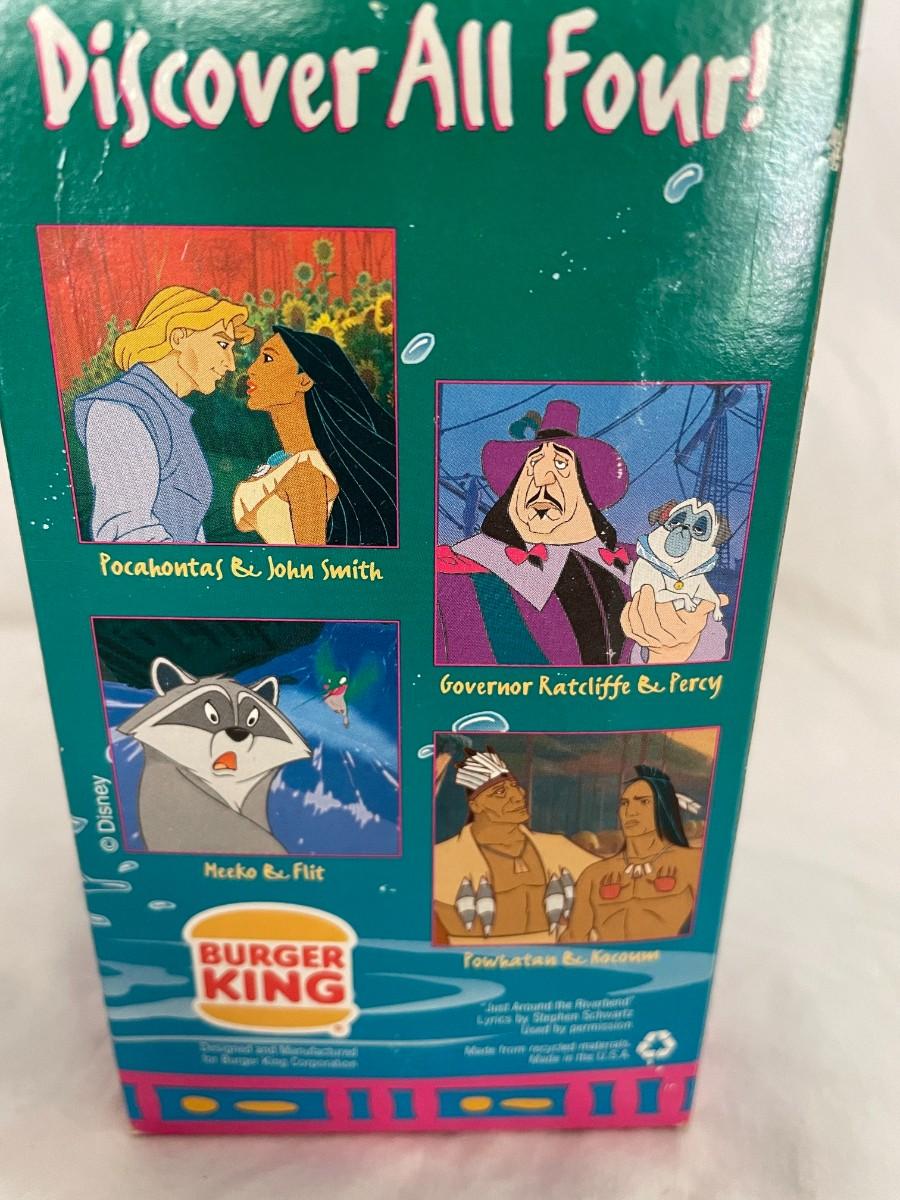 Discover All Four!
Pocahontas & John Smith
Governor Ratcliffe & Percy
Meeko & Flit
Powhatan & Kocoum
© Disney
BURGER
KING
®
Designed and Manufactured
for Burger King Corporation
"Just Around the Riverbend"
Lyrics by Stephen Schwartz
Used by permission
Made from recycled materials.
Made in the U.S.A.